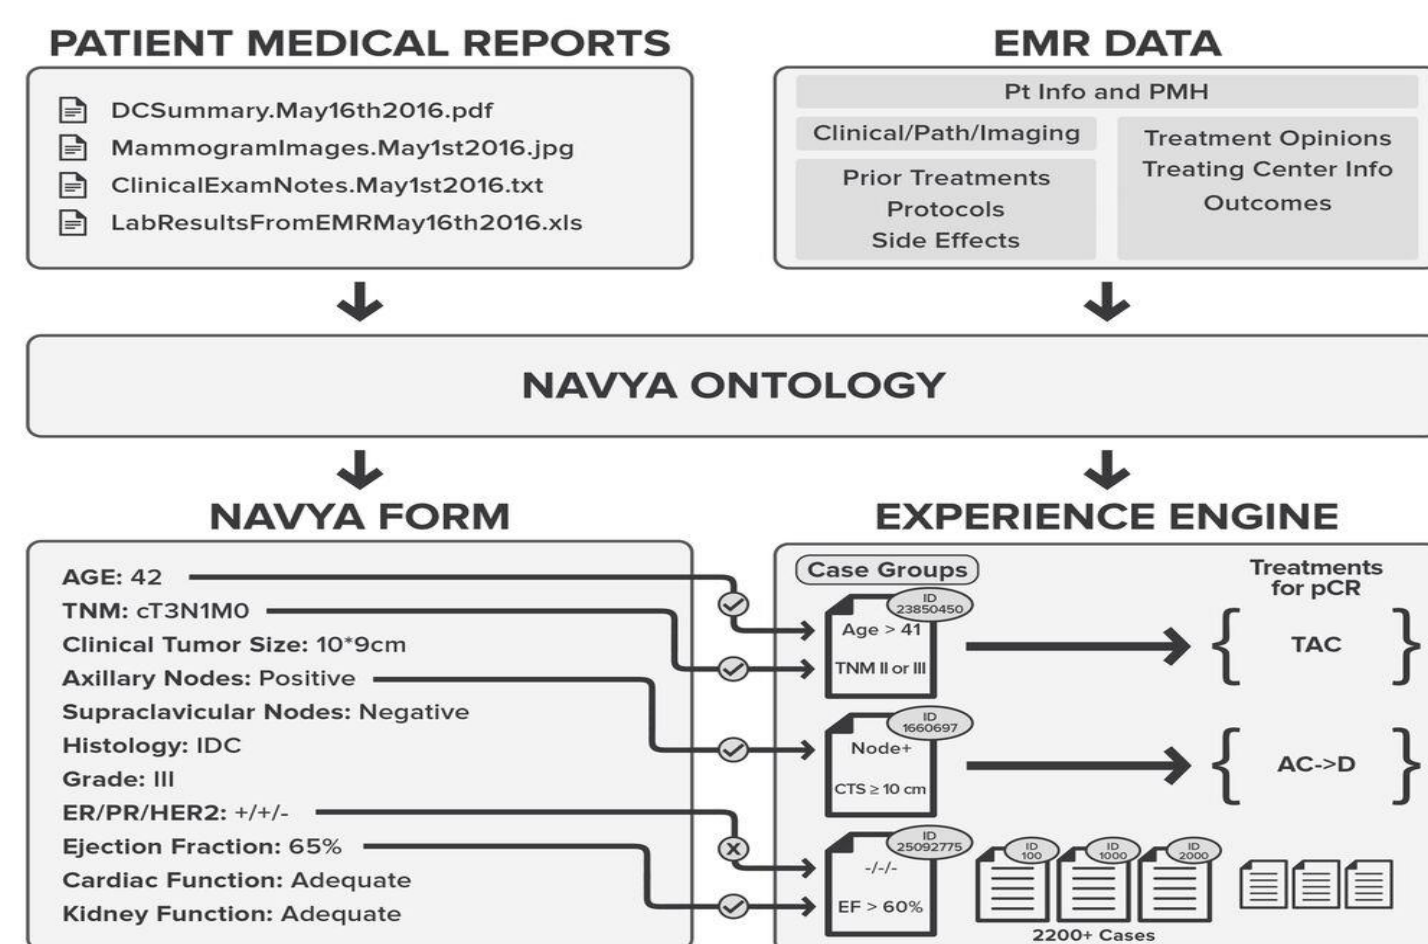 PATIENT MEDICAL REPORTS
DCSummary.May16th2016.pdf
MammogramImages.May1st2016.jpg
ClinicalExamNotes.May1st2016.txt
LabResultsFromEMRMay16th2016.xls
EMR DATA
Pt Info and PMH
Clinical/Path/Imaging
Prior Treatments
Protocols
Side Effects
Treatment Opinions
Treating Center Info
Outcomes
NAVYA ONTOLOGY
NAVYA FORM
AGE: 42
TNM: cT3N1M0
Clinical Tumor Size: 10*9cm
Axillary Nodes: Positive
Supraclavicular Nodes: Negative
Histology: IDC
Grade: III
ER/PR/HER2: +/+/-
Ejection Fraction: 65%
Cardiac Function: Adequate
Kidney Function: Adequate
EXPERIENCE ENGINE
Case Groups
Treatments
for pCR
ID
23850450
Age > 41
TNM II or III
{ TAC }
ID
1660697
Node+
CTS ≥ 10 cm
{ AC->D }
ID
25092775
-/-/-
EF > 60%
ID
100
ID
1000
ID
2000
2200+ Cases